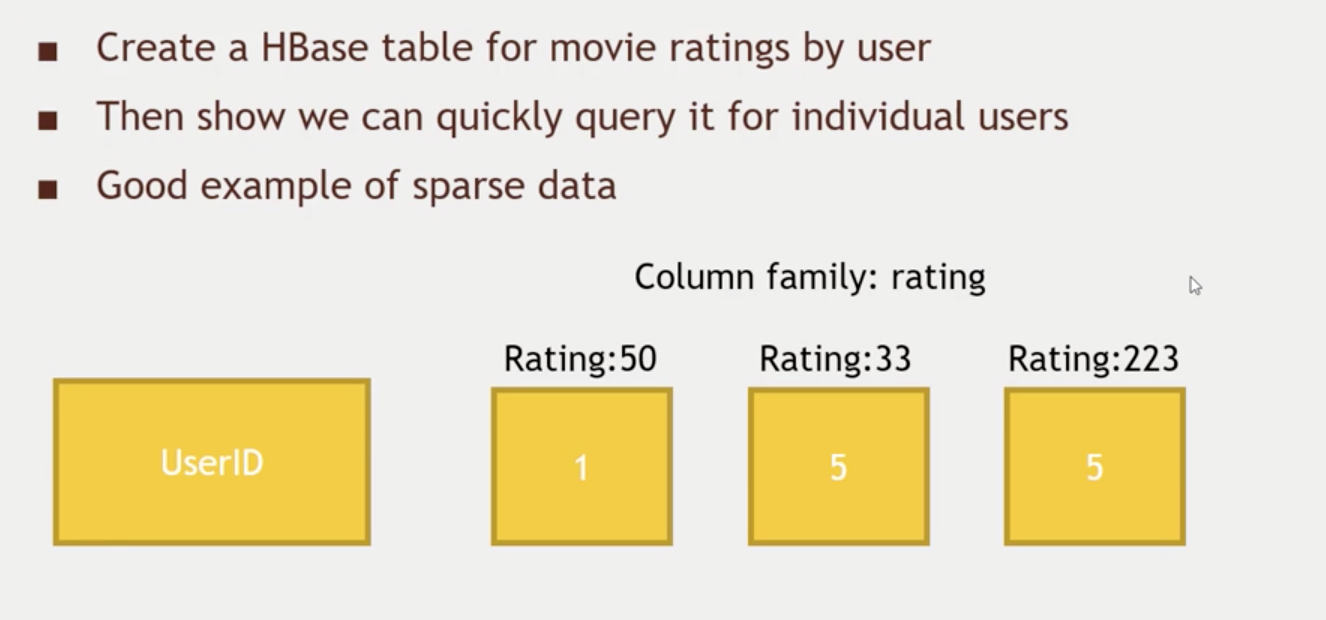 ■ Create a HBase table for movie ratings by user
■ Then show we can quickly query it for individual users
■ Good example of sparse data
Column family: rating
Rating:50 Rating:33 Rating:223
UserID 1 5 5